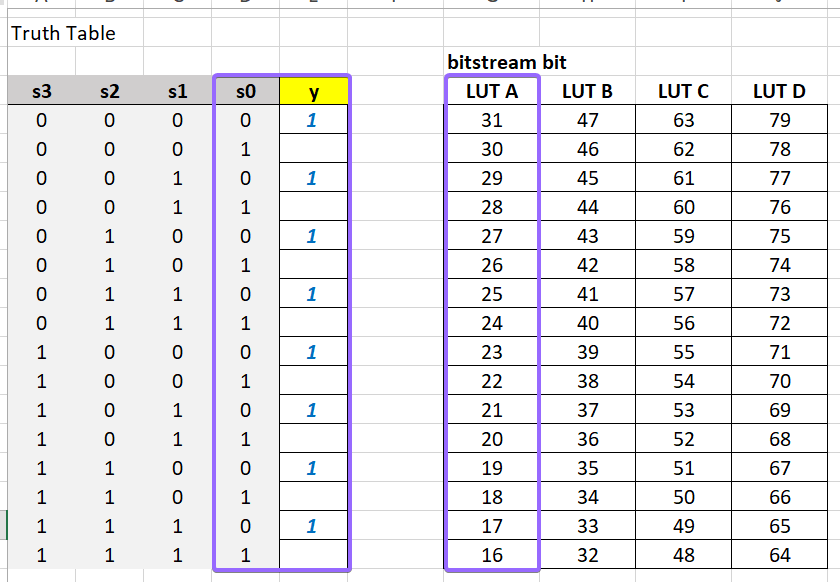 Truth Table
bitstream bit
s3 s2 s1 s0 y LUT A LUT B LUT C LUT D
0 0 0 0 1 31 47 63 79
0 0 0 1 30 46 62 78
0 0 1 0 1 29 45 61 77
0 0 1 1 28 44 60 76
0 1 0 0 1 27 43 59 75
0 1 0 1 26 42 58 74
0 1 1 0 1 25 41 57 73
0 1 1 1 24 40 56 72
1 0 0 0 1 23 39 55 71
1 0 0 1 22 38 54 70
1 0 1 0 1 21 37 53 69
1 0 1 1 20 36 52 68
1 1 0 0 1 19 35 51 67
1 1 0 1 18 34 50 66
1 1 1 0 1 17 33 49 65
1 1 1 1 16 32 48 64